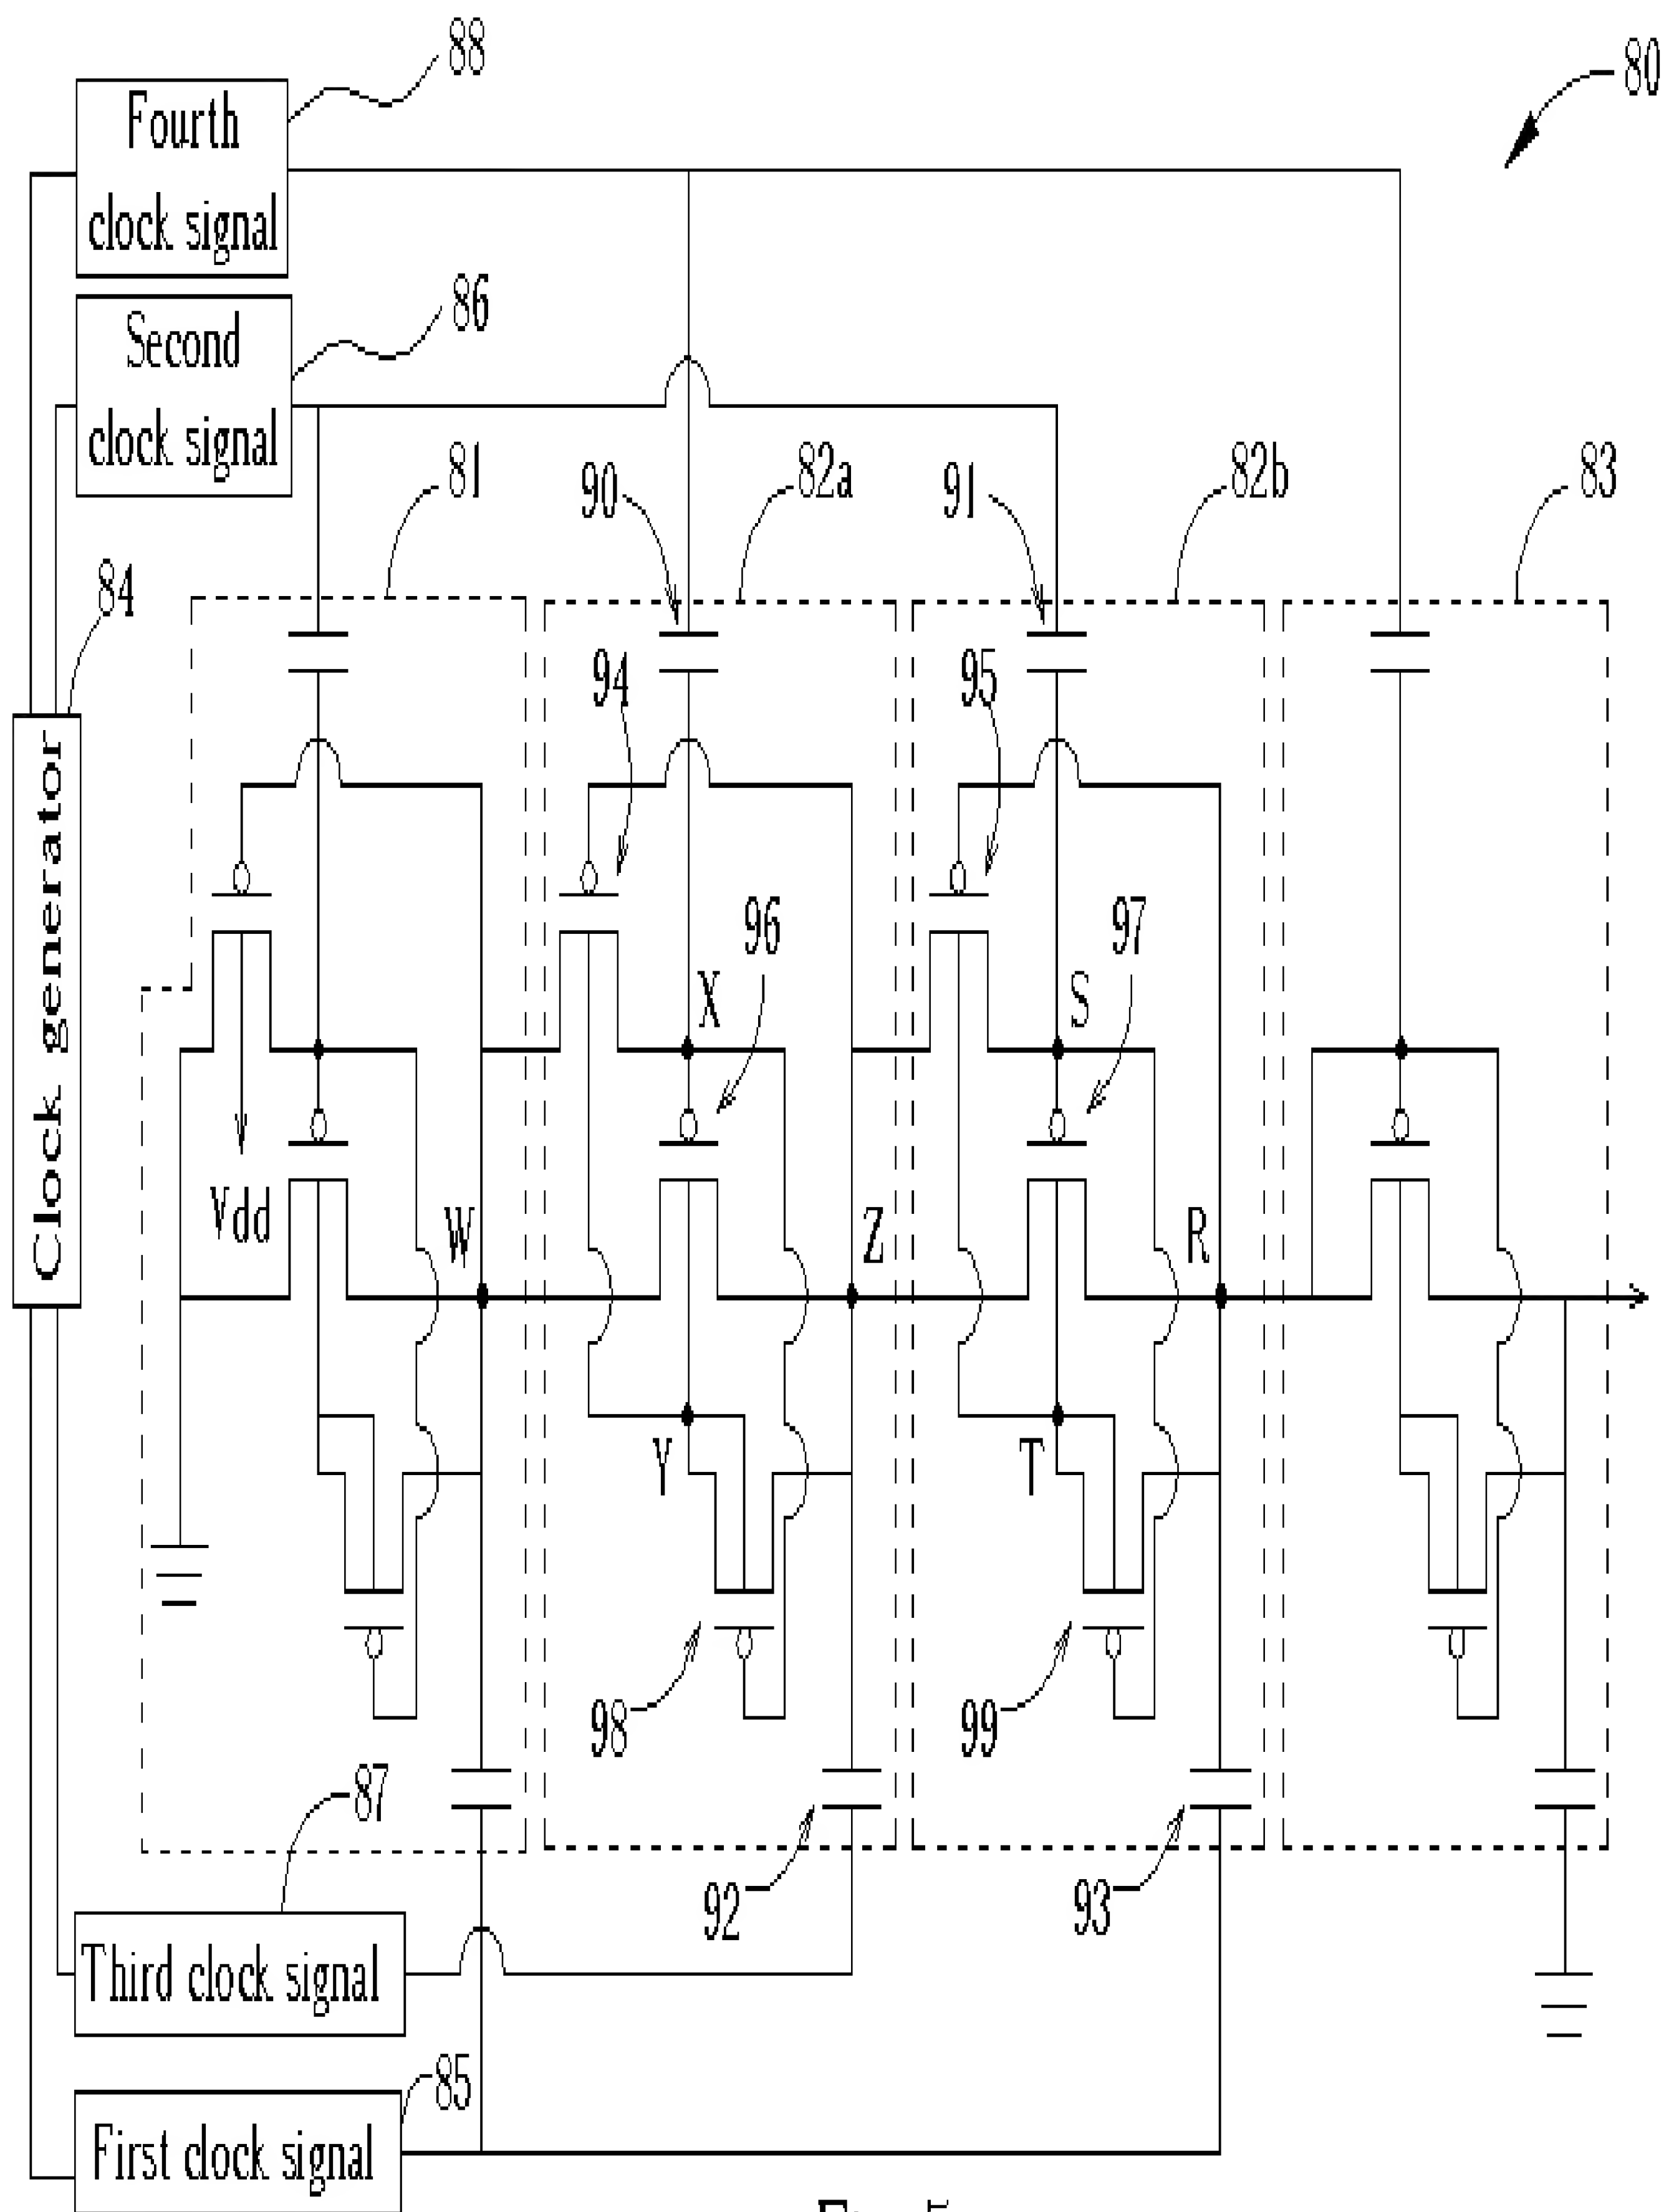 88
80
Fourth
clock signal
86
Second
clock signal
81
90
82a
91
82b
83
84
94
95
Clock generator
96
97
X
S
Vdd
W
Z
R
Y
T
98
99
87
92
93
Third clock signal
85
First clock signal